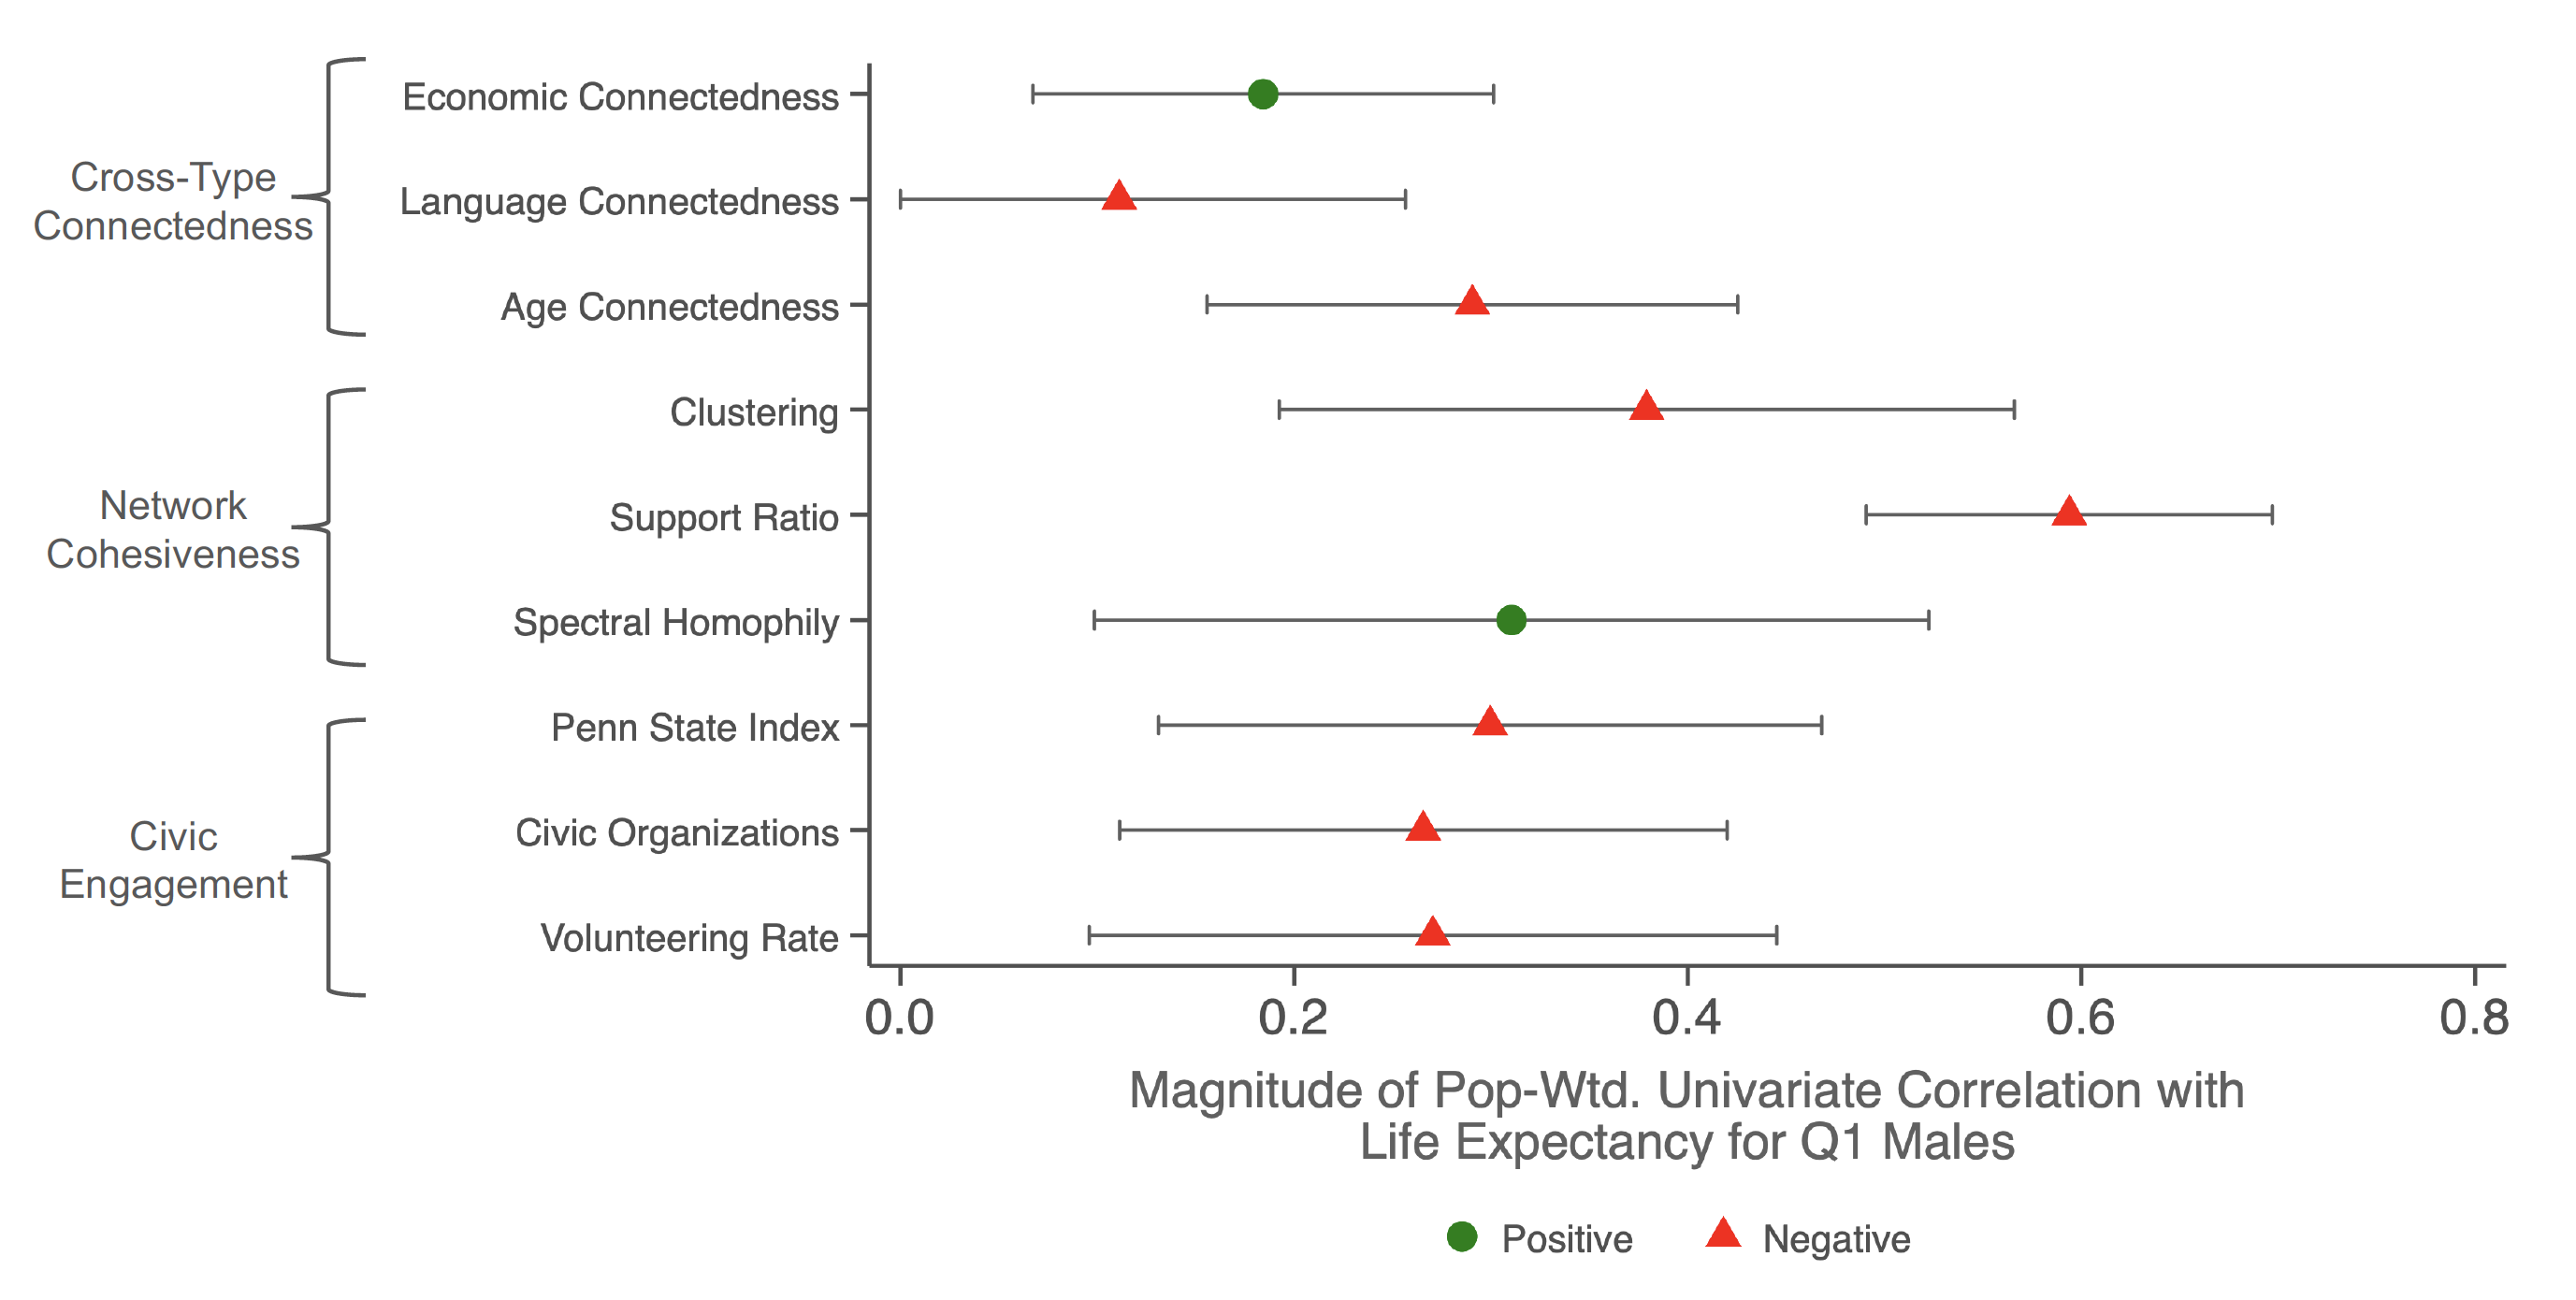 Cross-Type
Connectedness
Economic Connectedness
Language Connectedness
Age Connectedness
Network
Cohesiveness
Clustering
Support Ratio
Spectral Homophily
Civic
Engagement
Penn State Index
Civic Organizations
Volunteering Rate
0.0 0.2 0.4 0.6 0.8
Magnitude of Pop-Wtd. Univariate Correlation with
Life Expectancy for Q1 Males
Positive Negative